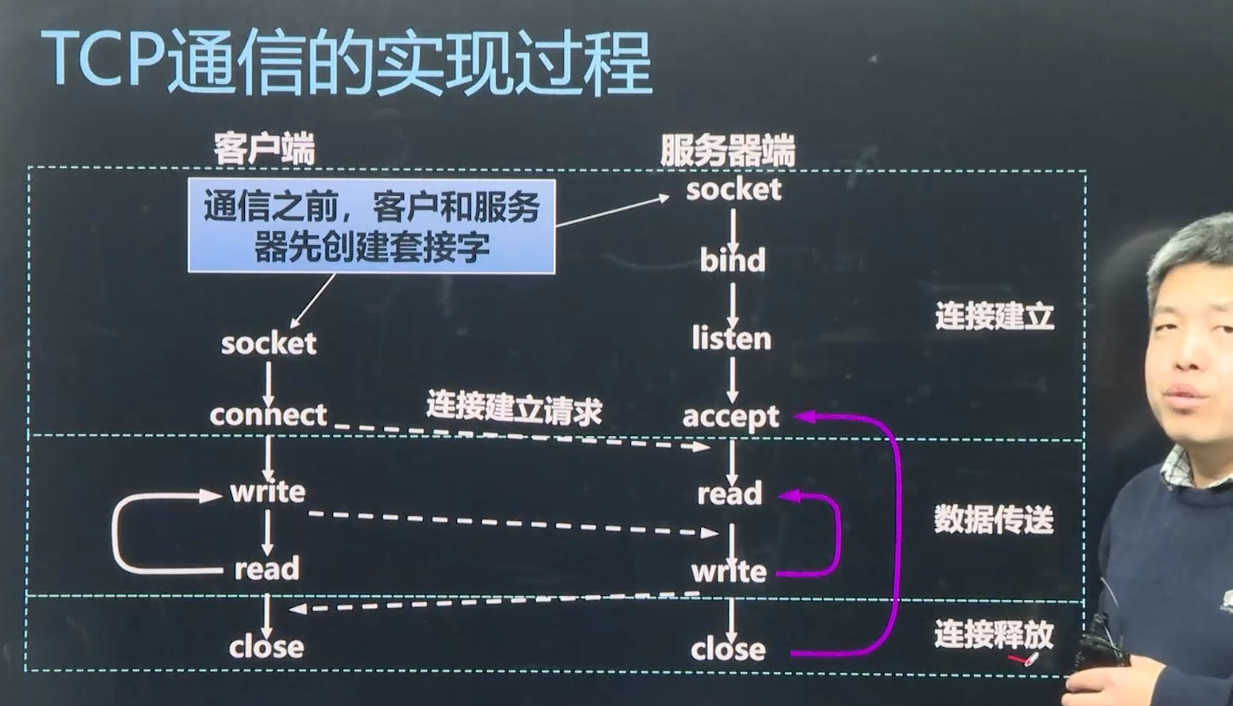 TCP通信的实现过程
客户端
服务器端
通信之前，客户和服务
器先创建套接字
socket
bind
listen
连接建立
socket
connect
连接建立请求
accept
write
read
数据传送
read
write
close
close
连接释放